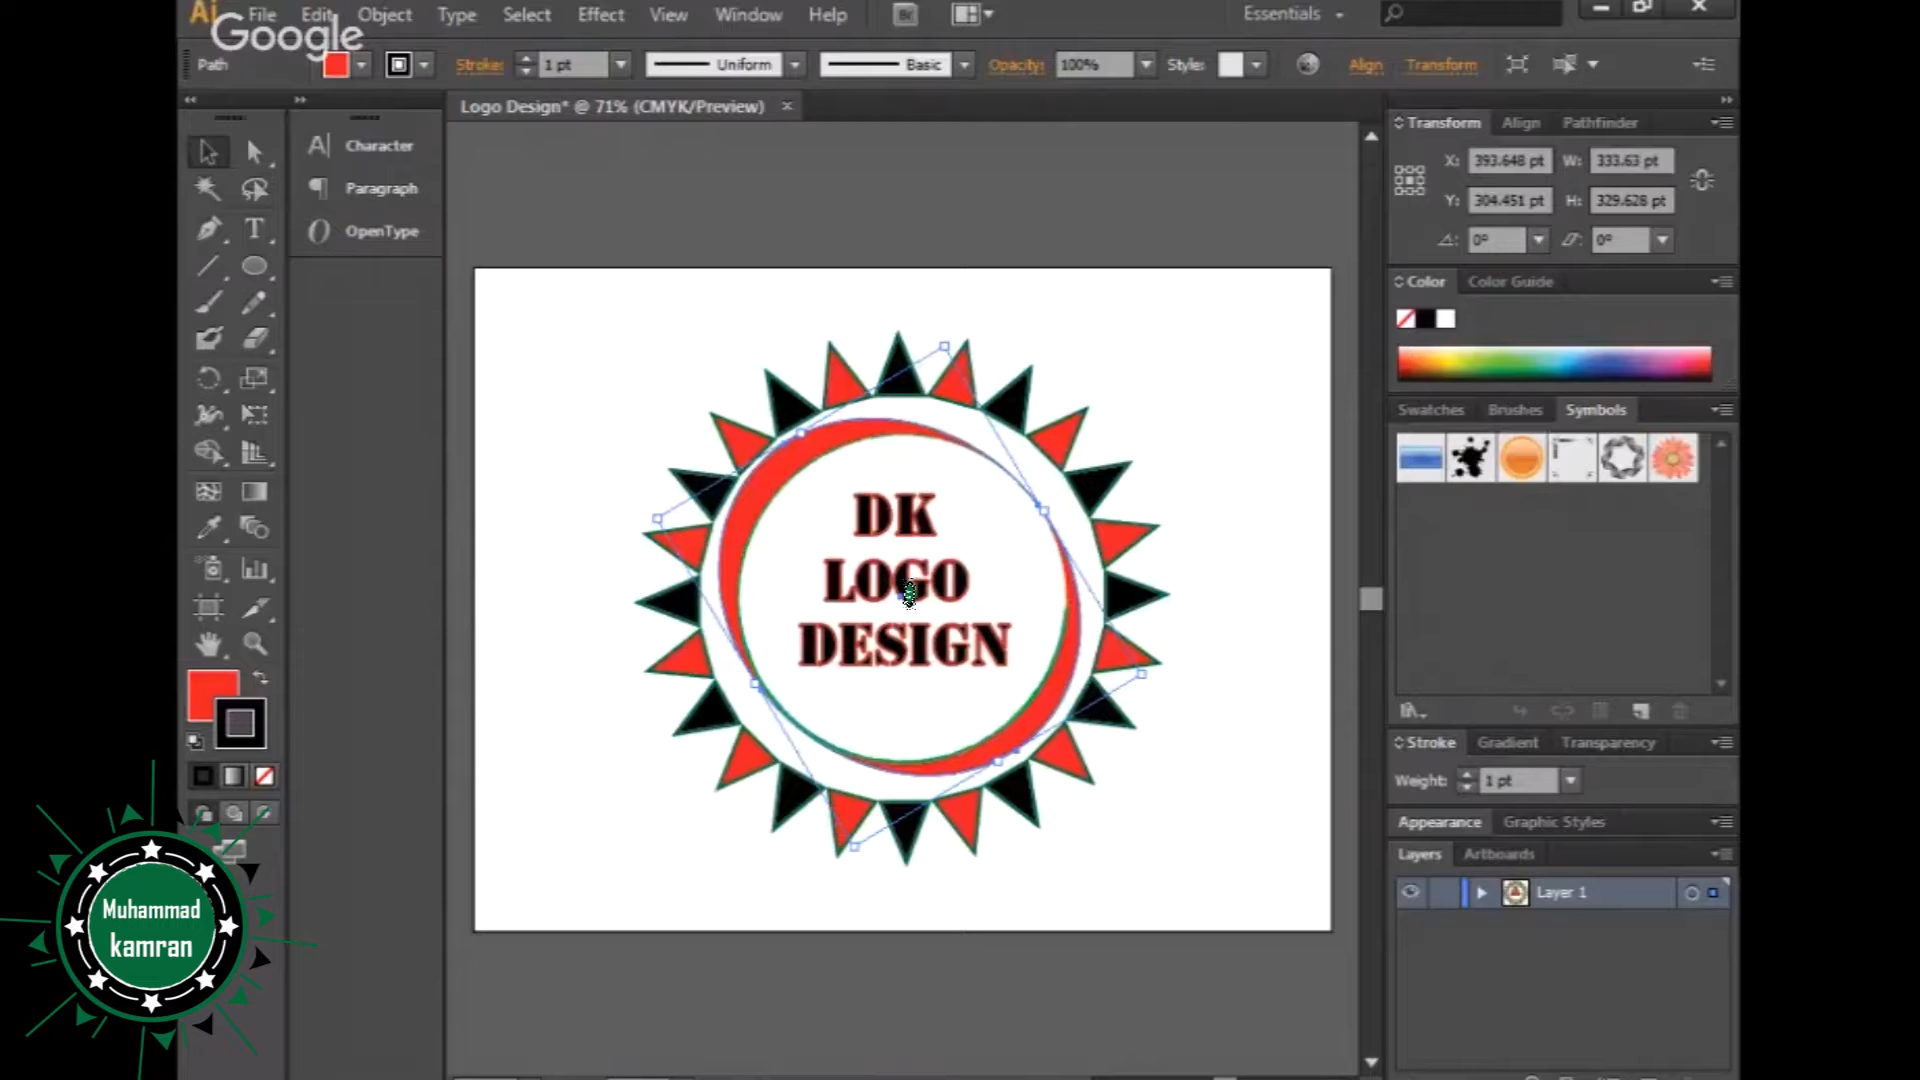 Ai File Edit Object Type Select Effect View Window Help Br Essentials
Google
Path Stroke: 1 pt Uniform Basic Opacity: 100% Style: Align Transform
Logo Design* @ 71% (CMYK/Preview)
Character
Paragraph
OpenType
DK
LOGO
DESIGN
Transform Align Pathfinder
X: 393.648 pt W: 333.63 pt
Y: 304.451 pt H: 329.628 pt
0° 0°
Color Color Guide
Swatches Brushes Symbols
Stroke Gradient Transparency
Weight: 1 pt
Appearance Graphic Styles
Layers Artboards
Layer 1
Muhammad
kamran